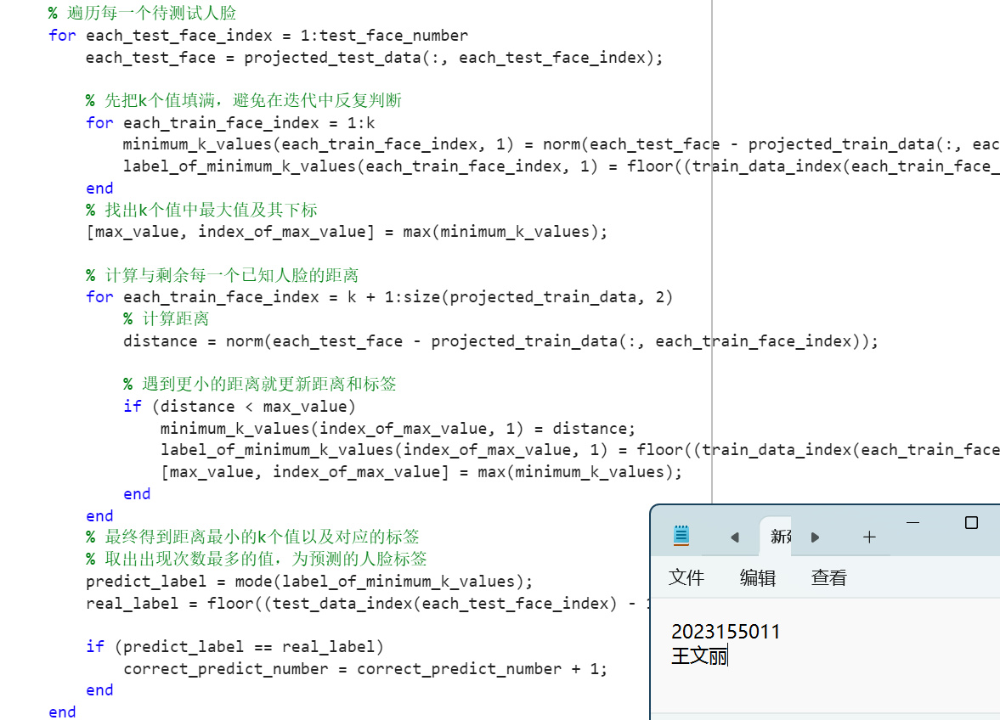 % 遍历每一个待测试人脸
for each_test_face_index = 1:test_face_number
each_test_face = projected_test_data(:, each_test_face_index);
% 先把k个值填满，避免在迭代中反复判断
for each_train_face_index = 1:k
minimum_k_values(each_train_face_index, 1) = norm(each_test_face - projected_train_data(:, eac
label_of_minimum_k_values(each_train_face_index, 1) = floor((train_data_index(each_train_face_
end
% 找出k个值中最大值及其下标
[max_value, index_of_max_value] = max(minimum_k_values);
% 计算与剩余每一个已知人脸的距离
for each_train_face_index = k + 1:size(projected_train_data, 2)
% 计算距离
distance = norm(each_test_face - projected_train_data(:, each_train_face_index));
% 遇到更小的距离就更新距离和标签
if (distance < max_value)
minimum_k_values(index_of_max_value, 1) = distance;
label_of_minimum_k_values(index_of_max_value, 1) = floor((train_data_index(each_train_face
[max_value, index_of_max_value] = max(minimum_k_values);
end
end
% 最终得到距离最小的k个值以及对应的标签
% 取出出现次数最多的值，为预测的人脸标签
predict_label = mode(label_of_minimum_k_values);
real_label = floor((test_data_index(each_test_face_index) -
if (predict_label == real_label)
correct_predict_number = correct_predict_number + 1;
end
end
新
文件 编辑 查看
2023155011
王文丽